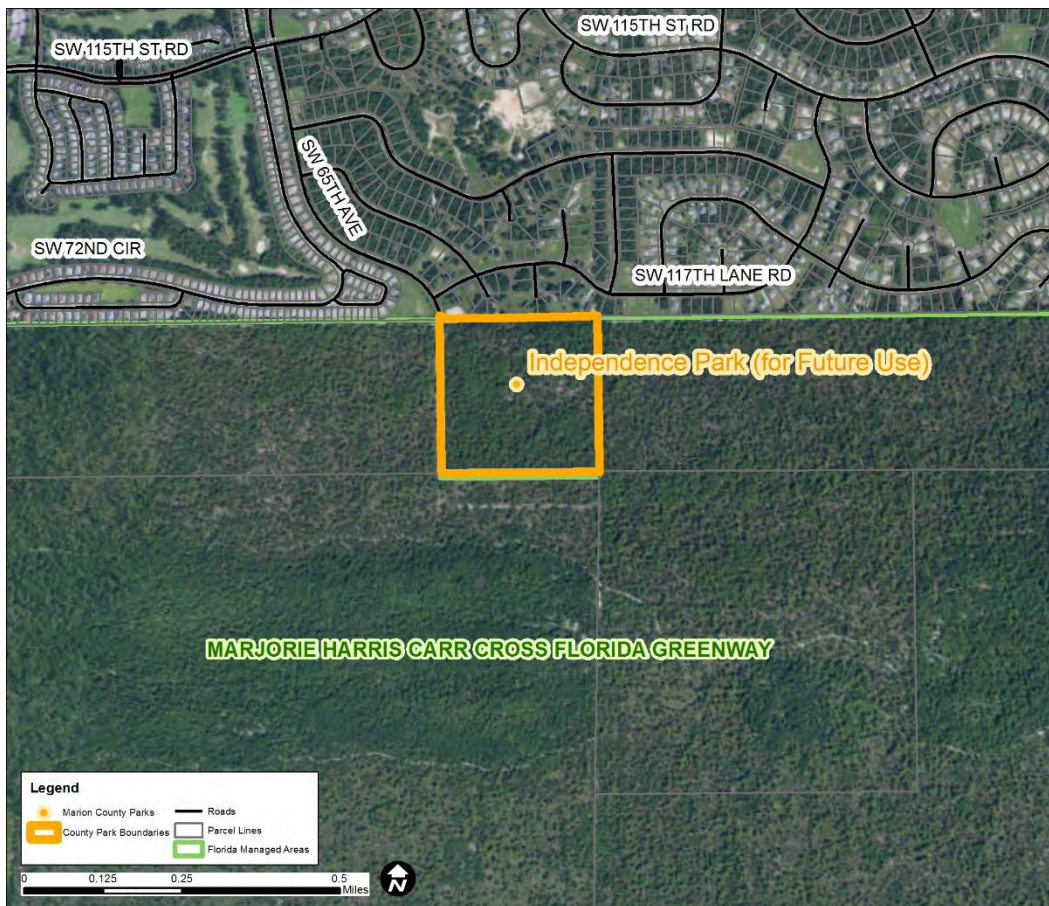 SW 115TH ST RD
SW 115TH ST RD
SW 65TH AVE
SW 72ND CIR
SW 117TH LANE RD
Independence Park (for Future Use)
MARJORIE HARRIS CARR CROSS FLORIDA GREENWAY
Legend
Marion County Parks
County Park Boundaries
Roads
Parcel Lines
Florida Managed Areas
0 0.125 0.25 0.5
Miles
N